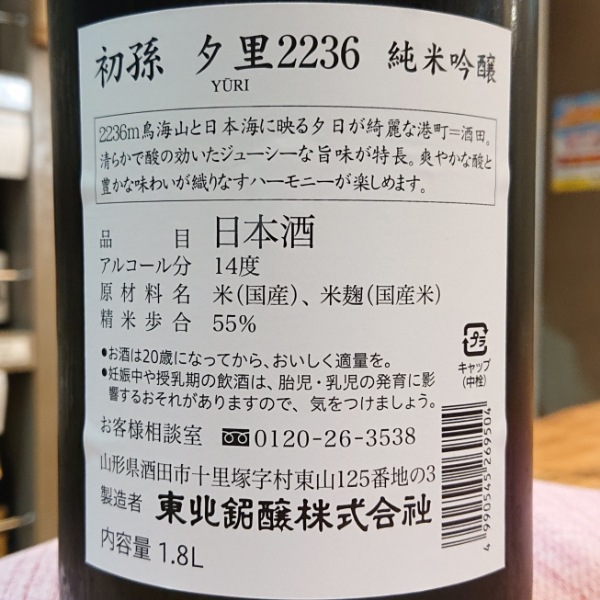 初孫 夕里2236 純米吟醸
YŪRI
2236m鳥海山と日本海に映る夕日が綺麗な港町=酒田。
清らかで酸の効いたジューシーな旨味が特長。爽やかな酸と
豊かな味わいが織りなすハーモニーが楽しめます。
品目 日本酒
アルコール分 14度
原材料名 米(国産)、米麹(国産米)
精米歩合 55%
●お酒は20歳になってから、おいしく適量を。
●妊娠中や授乳期の飲酒は、胎児・乳児の発育に影
響するおそれがありますので、気をつけましょう。
お客様相談室 0120-26-3538
山形県酒田市十里塚字村東山125番地の3
製造者 東北銘醸株式会社
内容量 1.8L
プラ
キャップ
(中栓)
4 990545 269504